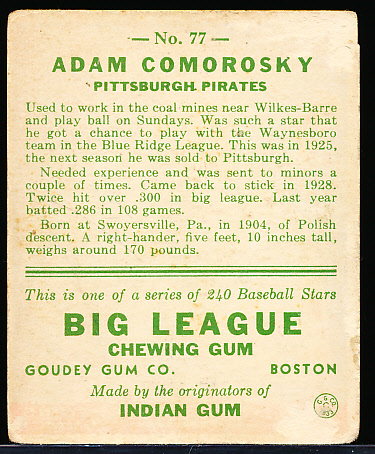 — No. 77 —
ADAM COMOROSKY
PITTSBURGH PIRATES
Used to work in the coal mines near Wilkes-Barre
and play ball on Sundays. Was such a star that
he got a chance to play with the Waynesboro
team in the Blue Ridge League. This was in 1925,
the next season he was sold to Pittsburgh.
Needed experience and was sent to minors a
couple of times. Came back to stick in 1928.
Twice hit over .300 in big league. Last year
batted .286 in 108 games.
Born at Swoyersville, Pa., in 1904, of Polish
descent. A right-hander, five feet, 10 inches tall,
weighs around 170 pounds.
This is one of a series of 240 Baseball Stars
BIG LEAGUE
CHEWING GUM
GOUDEY GUM CO. BOSTON
Made by the originators of
INDIAN GUM